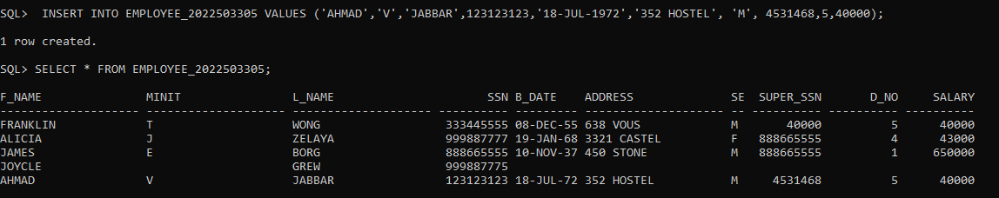 SQL>  INSERT INTO EMPLOYEE_2022503305 VALUES ('AHMAD','V','JABBAR',123123123,'18-JUL-1972','352 HOSTEL', 'M', 4531468,5,40000);
1 row created.
SQL> SELECT * FROM EMPLOYEE_2022503305;
F_NAME               MINIT                L_NAME                      SSN B_DATE    ADDRESS              SE  SUPER_SSN       D_NO     SALARY
-------------------- -------------------- -------------------- ---------- --------- -------------------- -- ---------- ---------- ----------
FRANKLIN             T                    WONG                  333445555 08-DEC-55 638 VOUS             M       40000          5      40000
ALICIA               J                    ZELAYA                999887777 19-JAN-68 3321 CASTEL          F   888665555          4      43000
JAMES                E                    BORG                  888665555 10-NOV-37 450 STONE            M   888665555          1     650000
JOYCLE                                    GREW                  999887775
AHMAD                V                    JABBAR                123123123 18-JUL-72 352 HOSTEL           M     4531468          5      40000